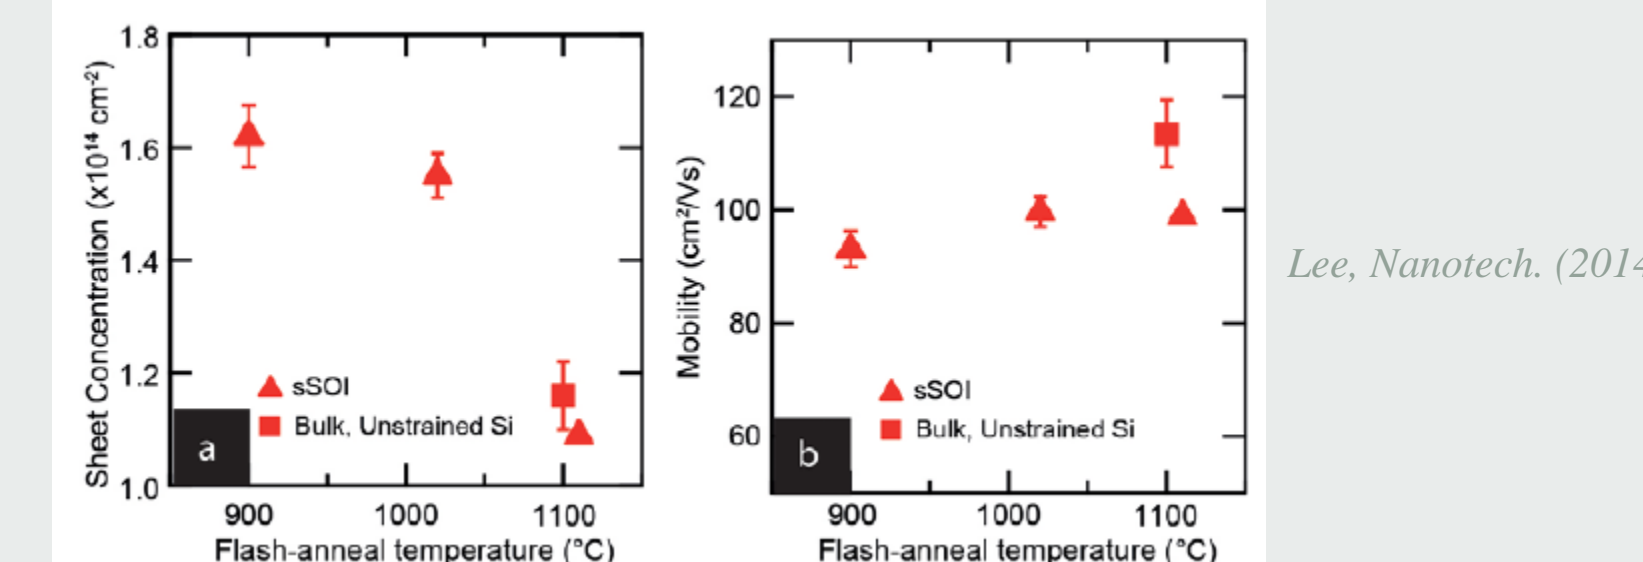 Sheet Concentration (x10¹⁴ cm⁻²)
1.8
1.6
1.4
1.2
1.0
sSOI
Bulk, Unstrained Si
a
900 1000 1100
Flash-anneal temperature (°C)
Mobility (cm²/Vs)
120
100
80
60
sSOI
Bulk, Unstrained Si
b
900 1000 1100
Flash-anneal temperature (°C)
Lee, Nanotech. (2014